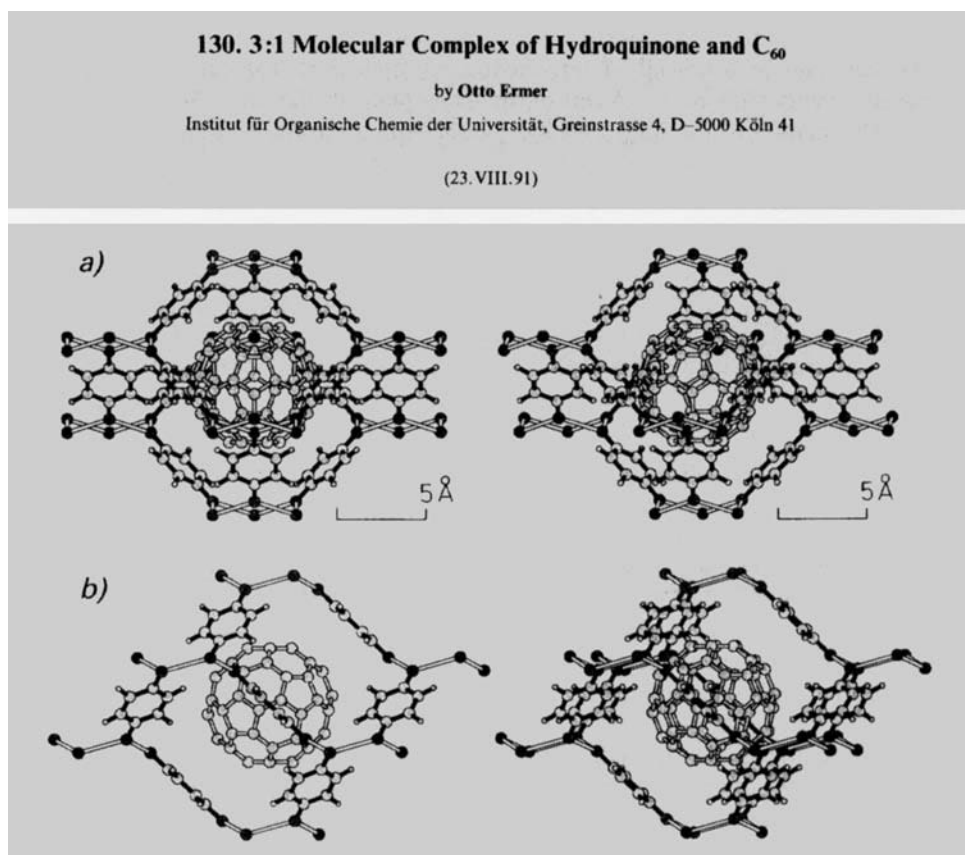 130. 3:1 Molecular Complex of Hydroquinone and C₆₀
by Otto Ermer
Institut für Organische Chemie der Universität, Greinstrasse 4, D–5000 Köln 41
(23.VIII.91)
a)
5 Å
5 Å
b)